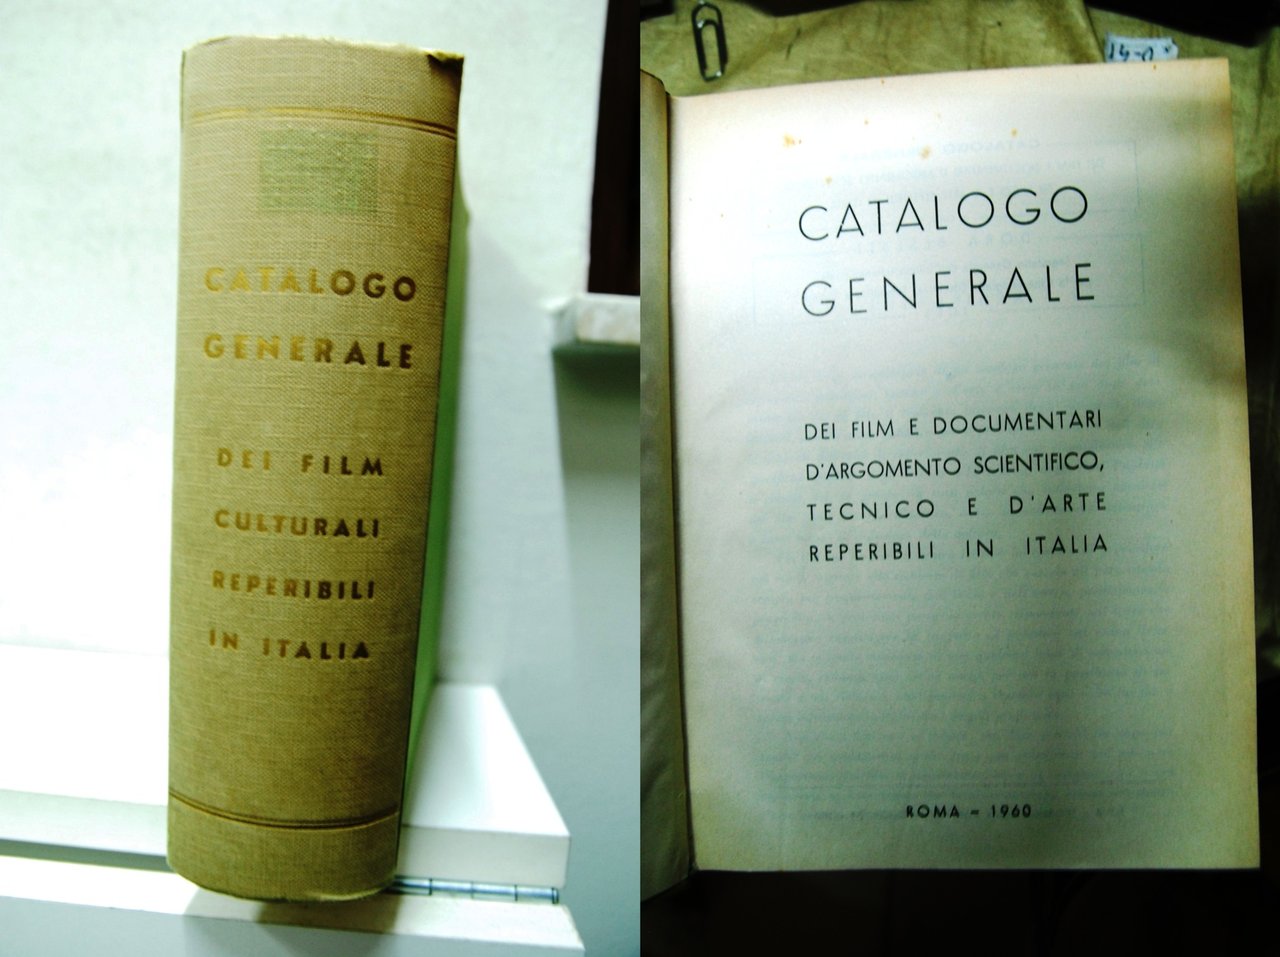 CATALOGO
GENERALE
DEI FILM
CULTURALI
REPERIBILI
IN ITALIA
CATALOGO
GENERALE
DEI FILM E DOCUMENTARI
D'ARGOMENTO SCIENTIFICO,
TECNICO E D'ARTE
REPERIBILI IN ITALIA
ROMA - 1960